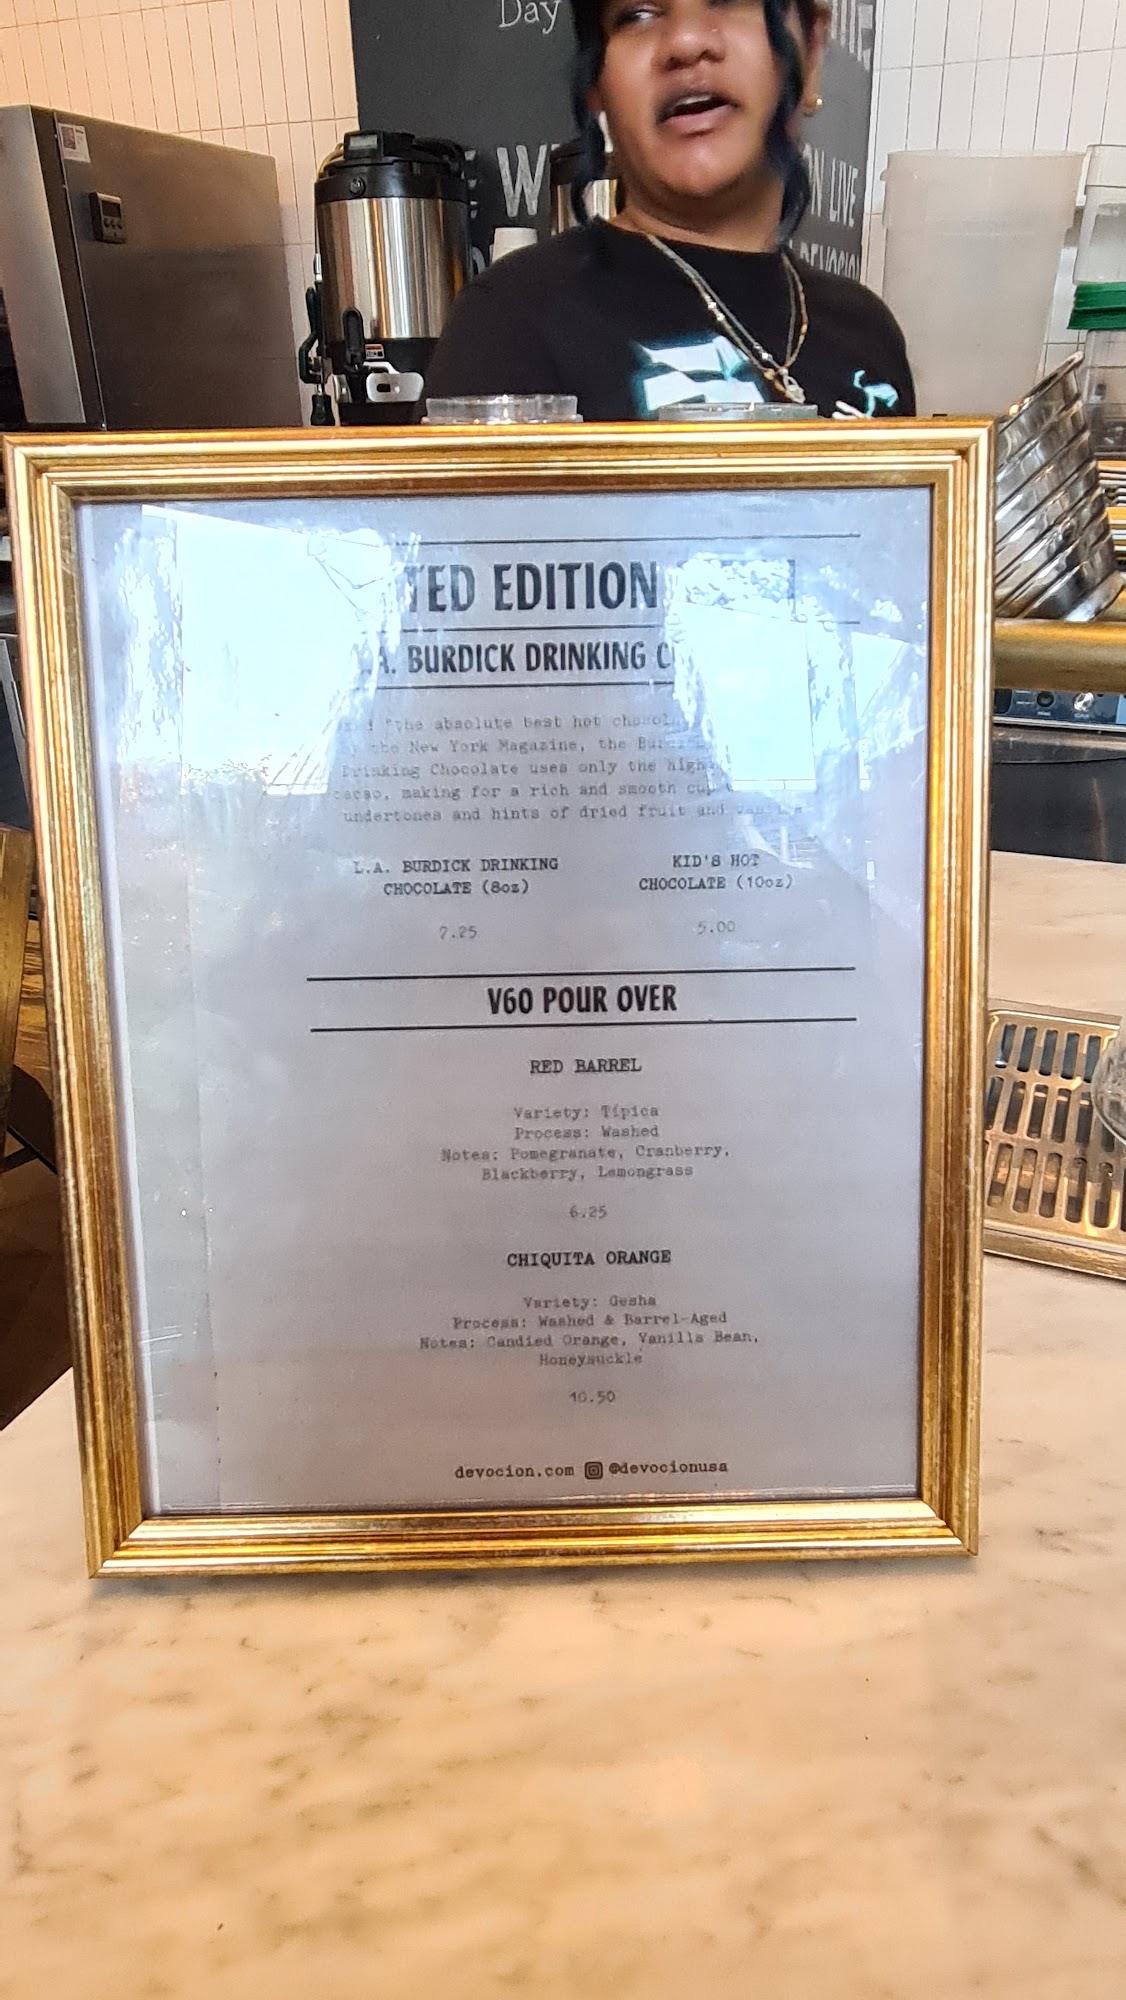 Day
TED EDITION
A. BURDICK DRINKING
"the absolute best hot
by the New York Magazine, the
Drinking Chocolate uses only the
cacao, making for a rich and smooth cup
undertones and hints of dried fruit and
L.A. BURDICK DRINKING
CHOCOLATE (8oz)
7.25
KID'S HOT
CHOCOLATE (10oz)
5.00
V60 POUR OVER
RED BARREL
Variety: Típica
Process: Washed
Notes: Pomegranate, Cranberry,
Blackberry, Lemongrass
6.25
CHIQUITA ORANGE
Variety: Gesha
Process: Washed & Barrel-Aged
Notes: Candied Orange, Vanilla Bean,
Honeysuckle
10.50
devocion.com @devocionusa